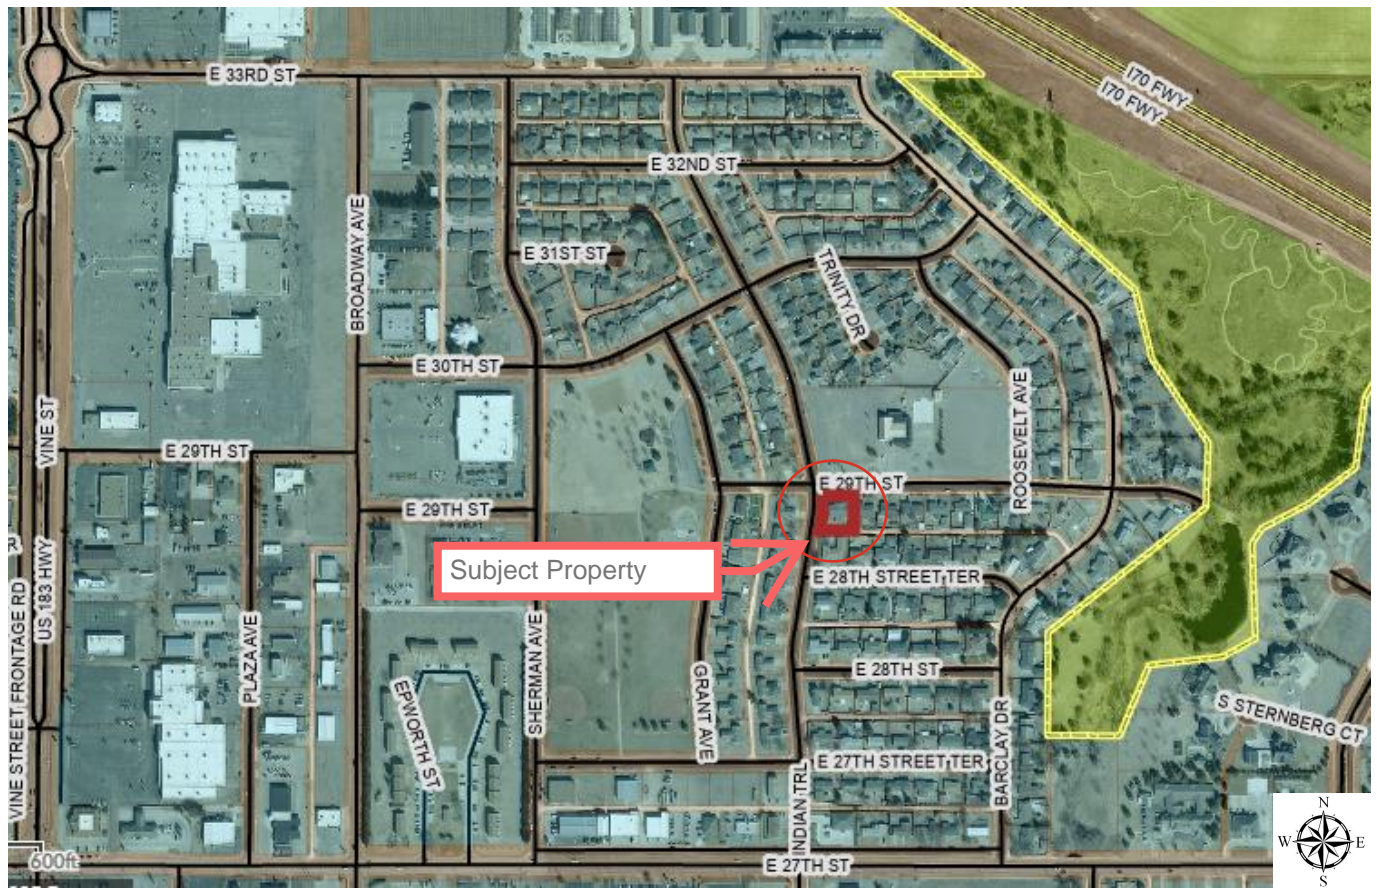 E 33RD ST
I70 FWY
I70 FWY
E 32ND ST
BROADWAY AVE
E 31ST ST
TRINITY DR
E 30TH ST
ROOSEVELT AVE
VINE ST
E 29TH ST
E 29TH ST
E 29TH ST
Subject Property
E 28TH STREET TER
US 183 HWY
VINE STREET FRONTAGE RD
PLAZA AVE
EPWORTH ST
SHERMAN AVE
GRANT AVE
E 28TH ST
BARCLAY DR
S STERNBERG CT
E 27TH STREET TER
INDIAN TRL
E 27TH ST
600ft
N
W
E
S